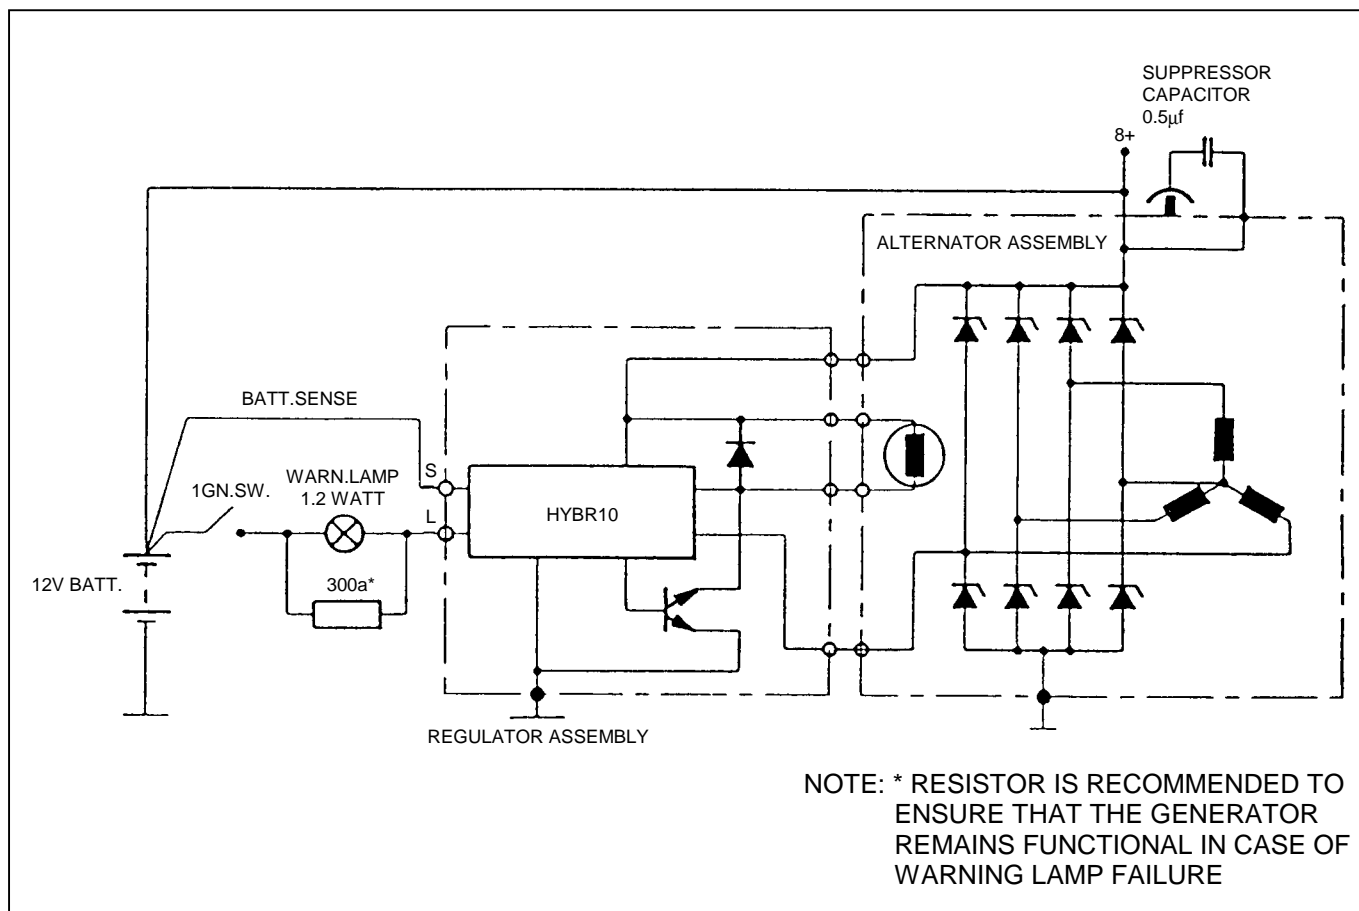 SUPPRESSOR
CAPACITOR
0.5µf
8+
ALTERNATOR ASSEMBLY
BATT.SENSE
S
1GN.SW.
WARN.LAMP
1.2 WATT
L
HYBR10
12V BATT.
300a*
REGULATOR ASSEMBLY
NOTE: * RESISTOR IS RECOMMENDED TO
ENSURE THAT THE GENERATOR
REMAINS FUNCTIONAL IN CASE OF
WARNING LAMP FAILURE